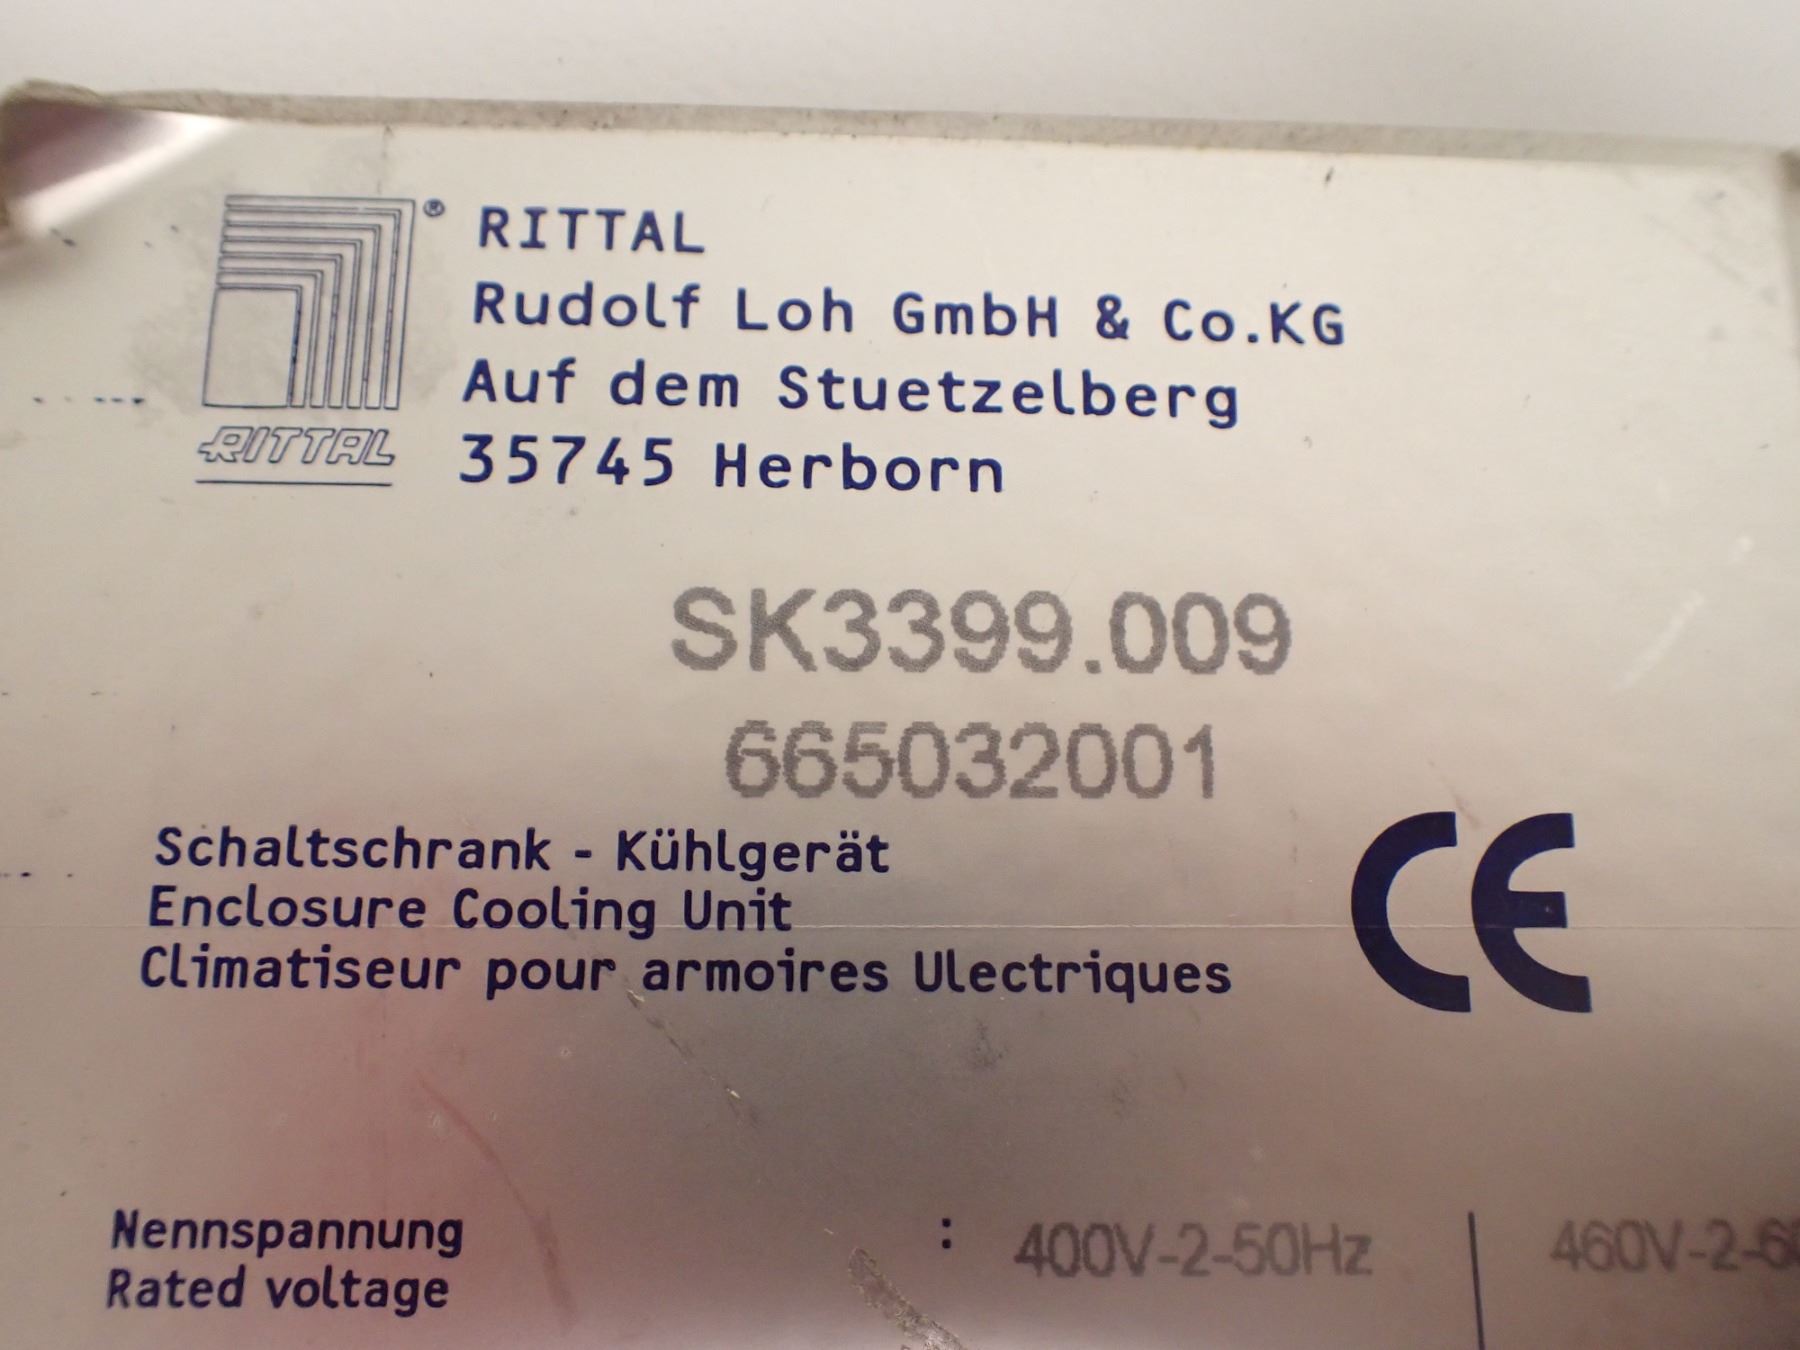 ® RITTAL
Rudolf Loh GmbH & Co.KG
Auf dem Stuetzelberg
RITTAL
35745 Herborn
SK3399.009
665032001
Schaltschrank - Kühlgerät
Enclosure Cooling Unit
CE
Climatiseur pour armoires Ulectriques
Nennspannung : 400V-2-50Hz
Rated voltage